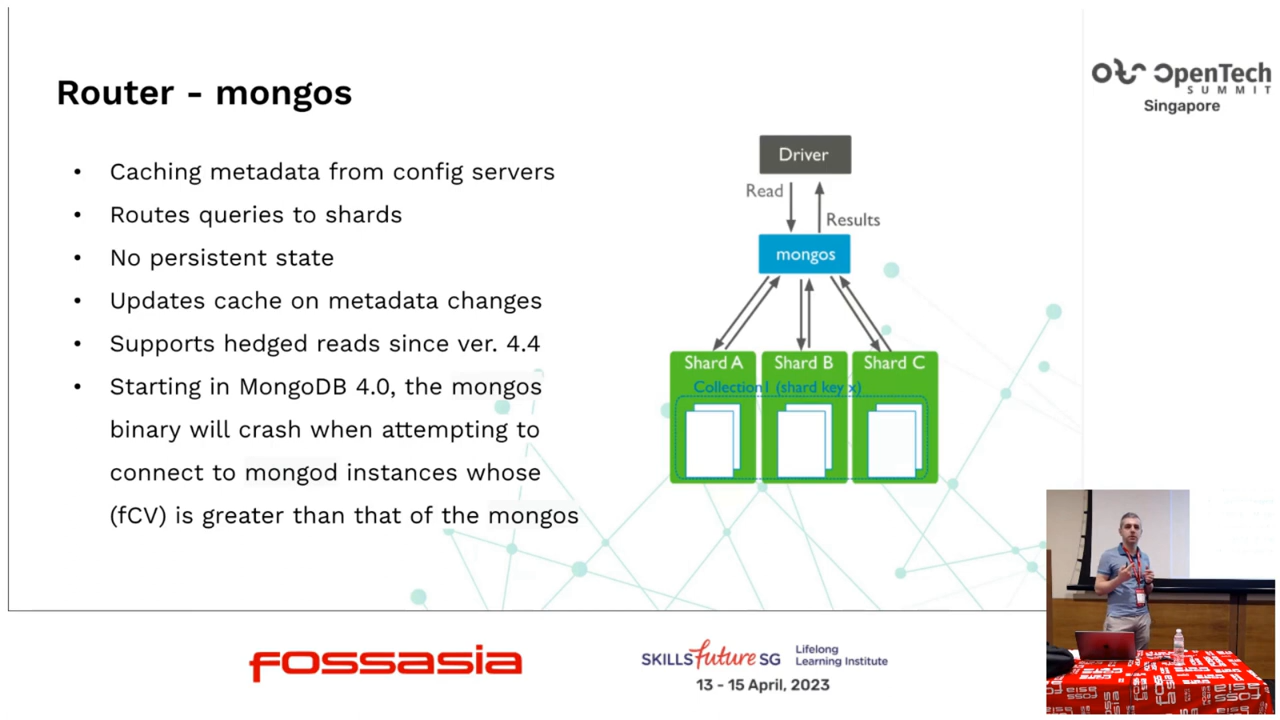 Router - mongos
• Caching metadata from config servers
• Routes queries to shards
• No persistent state
• Updates cache on metadata changes
• Supports hedged reads since ver. 4.4
• Starting in MongoDB 4.0, the mongos
binary will crash when attempting to
connect to mongod instances whose
(fCV) is greater than that of the mongos
Driver
Read
Results
mongos
Shard A
Shard B
Shard C
Collection1 (shard key x)
OpenTech
SUMMIT
Singapore
fossasia
SKILLS future SG
Lifelong
Learning Institute
13 - 15 April, 2023